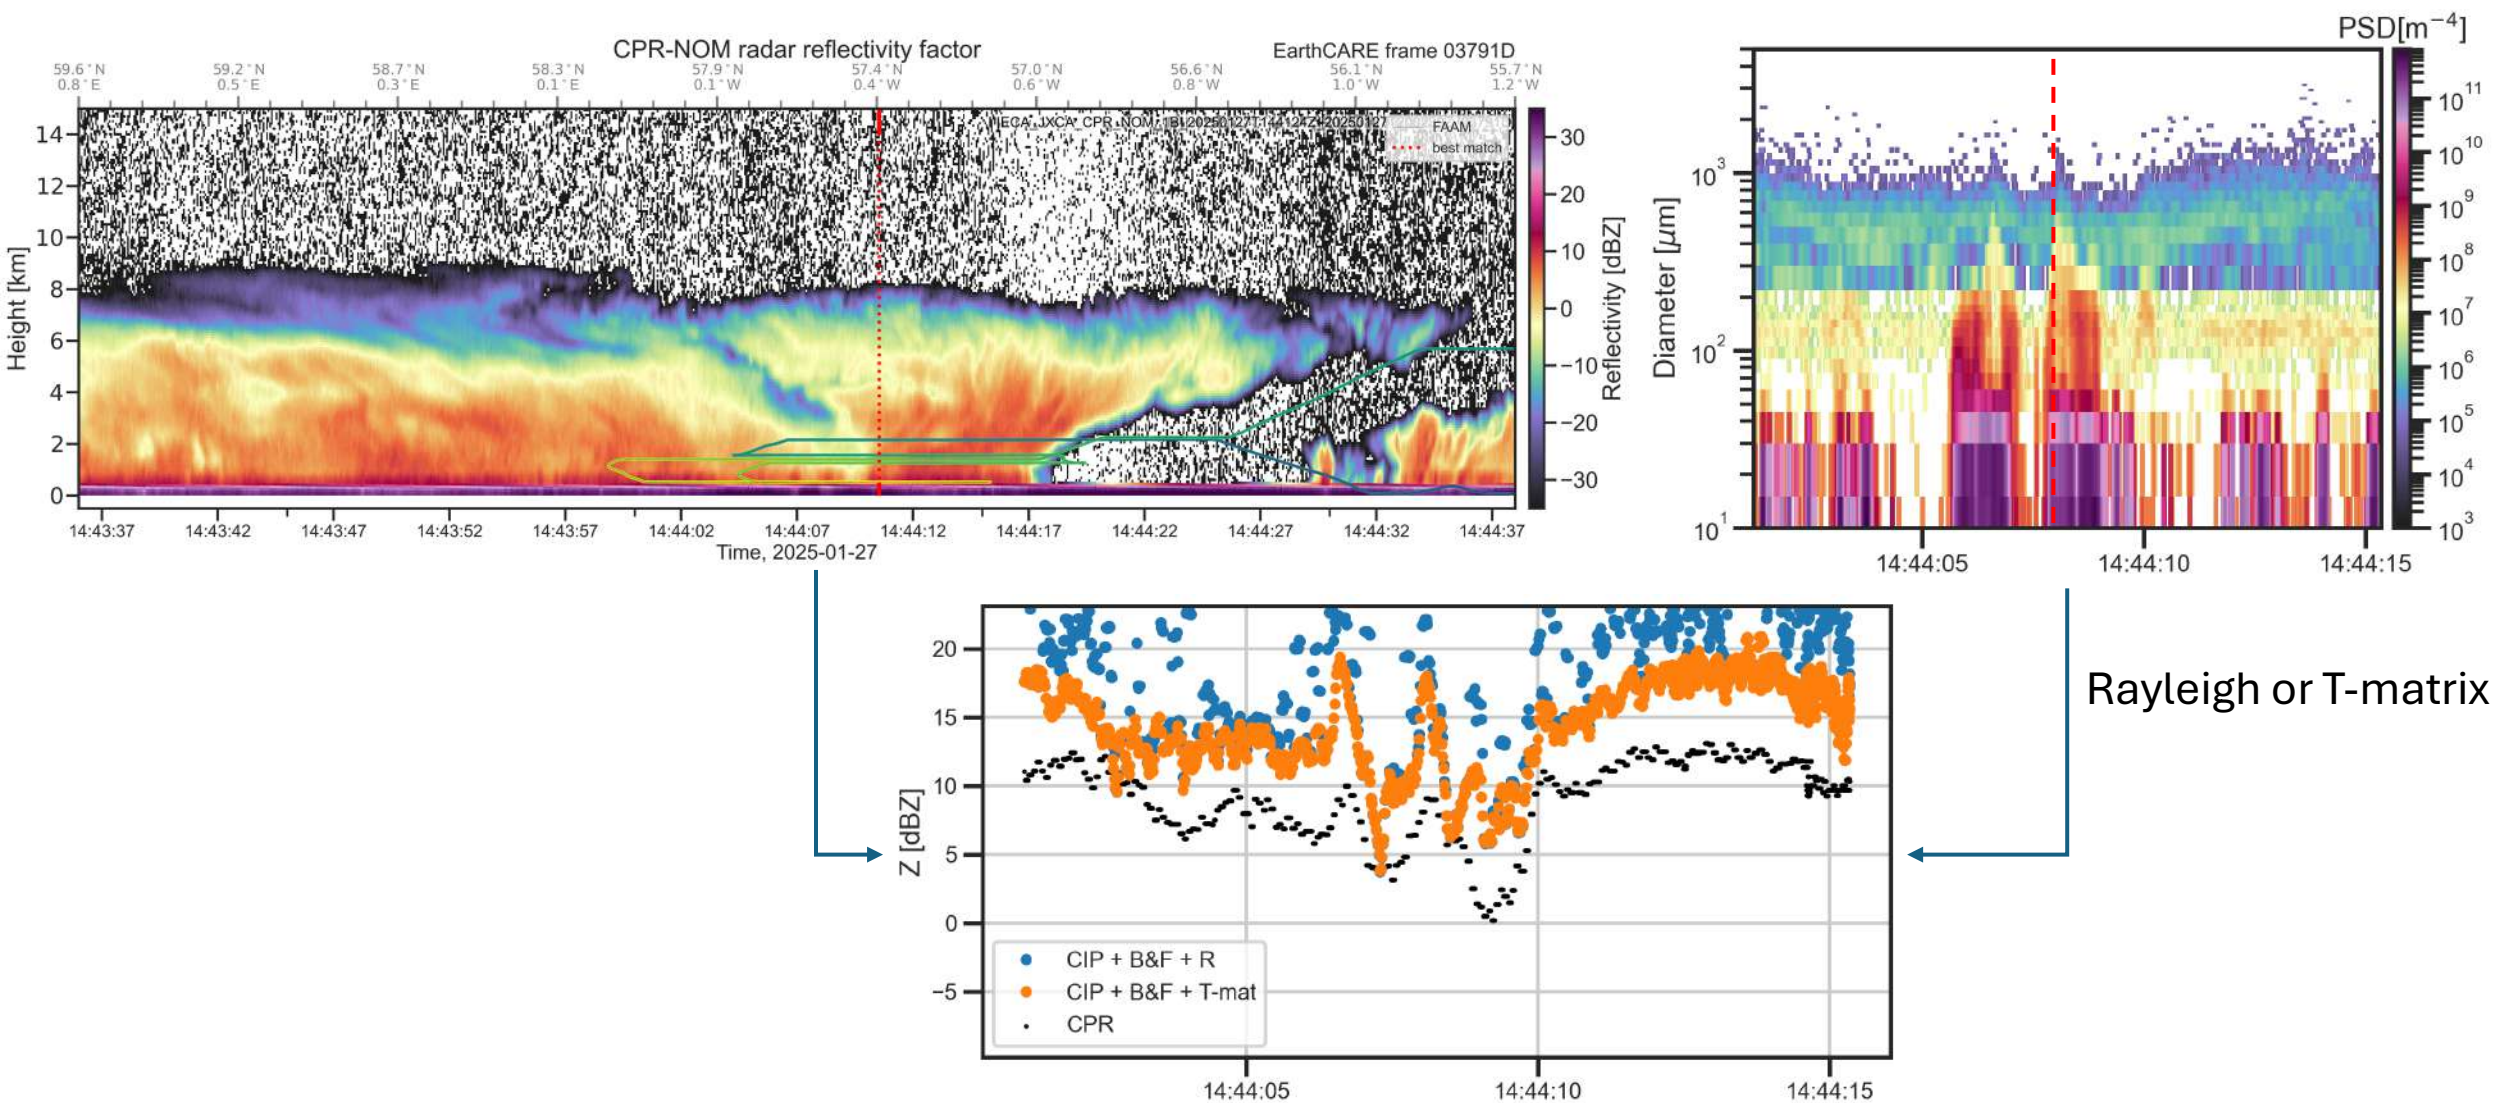 CPR-NOM radar reflectivity factor
EarthCARE frame 03791D
59.6°N 59.2°N 58.7°N 58.3°N 57.9°N 57.4°N 57.0°N 56.6°N 56.1°N 55.7°N
0.8°E 0.5°E 0.3°E 0.1°E 0.1°W 0.4°W 0.6°W 0.8°W 1.0°W 1.2°W
FAAM
best match
Height [km]
14
12
10
8
6
4
2
0
14:43:37 14:43:42 14:43:47 14:43:52 14:43:57 14:44:02 14:44:07 14:44:12 14:44:17 14:44:22 14:44:27 14:44:32 14:44:37
Time, 2025-01-27
30
20
10
0
−10
−20
−30
Reflectivity [dBZ]
PSD[m⁻⁴]
Diameter [μm]
10³
10²
10¹
14:44:05 14:44:10 14:44:15
10¹¹
10¹⁰
10⁹
10⁸
10⁷
10⁶
10⁵
10⁴
10³
Rayleigh or T-matrix
Z [dBZ]
20
15
10
5
0
−5
CIP + B&F + R
CIP + B&F + T-mat
CPR
14:44:05 14:44:10 14:44:15